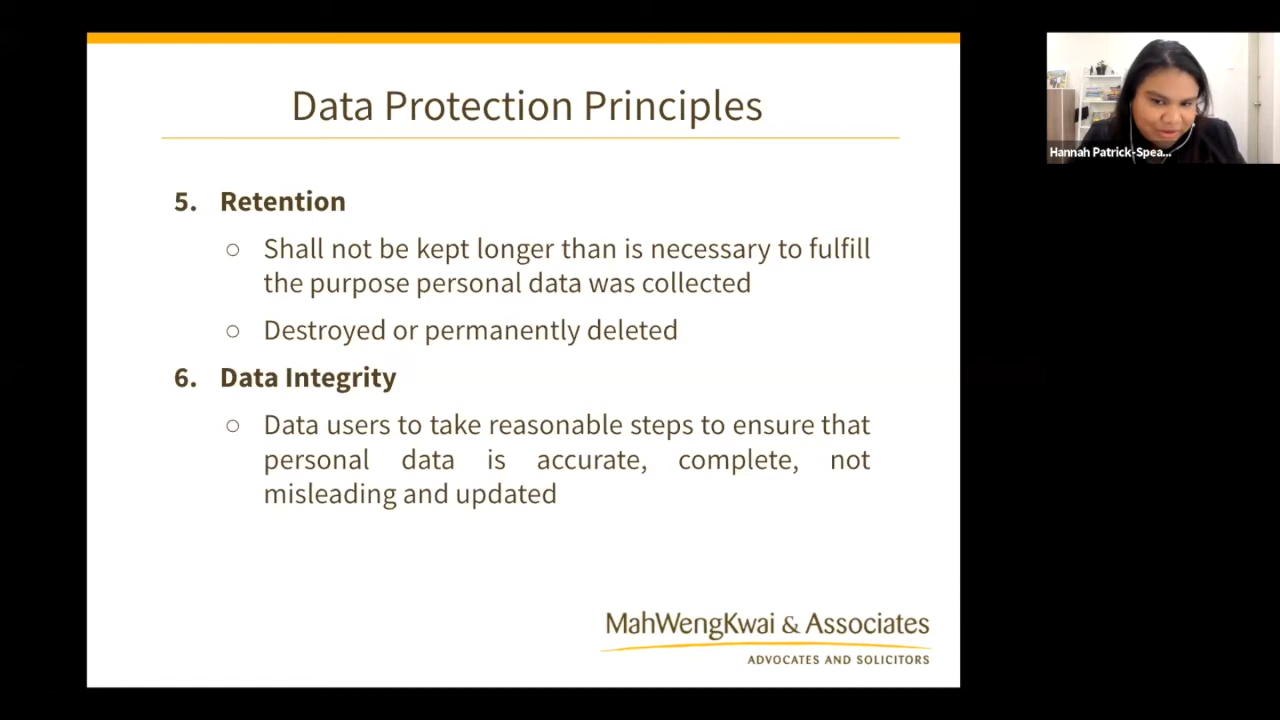 Data Protection Principles
5. Retention
○ Shall not be kept longer than is necessary to fulfill
the purpose personal data was collected
○ Destroyed or permanently deleted
6. Data Integrity
○ Data users to take reasonable steps to ensure that
personal data is accurate, complete, not
misleading and updated
MahWengKwai & Associates
ADVOCATES AND SOLICITORS
Hannah Patrick-Spea...